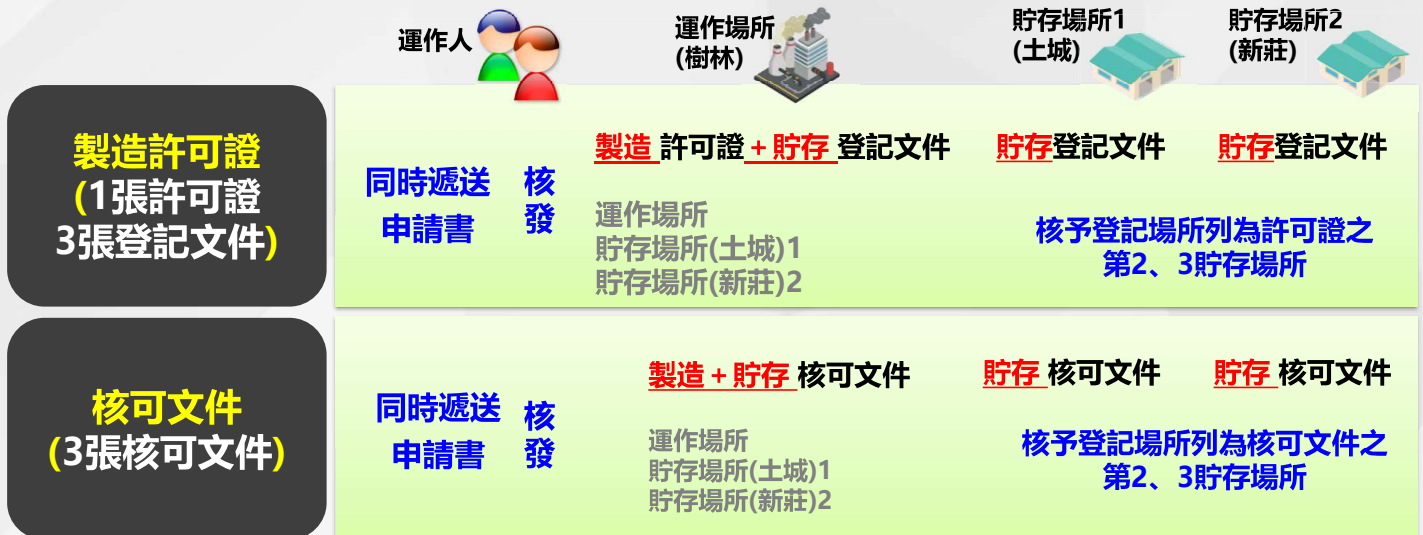 運作人
運作場所
(樹林)
貯存場所1
(土城)
貯存場所2
(新莊)
製造許可證
(1張許可證
3張登記文件)
同時遞送
申請書
核
發
製造 許可證+貯存 登記文件
運作場所
貯存場所(土城)1
貯存場所(新莊)2
貯存登記文件
貯存登記文件
核予登記場所列為許可證之
第2、3貯存場所
核可文件
(3張核可文件)
同時遞送
申請書
核
發
製造+貯存 核可文件
運作場所
貯存場所(土城)1
貯存場所(新莊)2
貯存 核可文件
貯存 核可文件
核予登記場所列為核可文件之
第2、3貯存場所